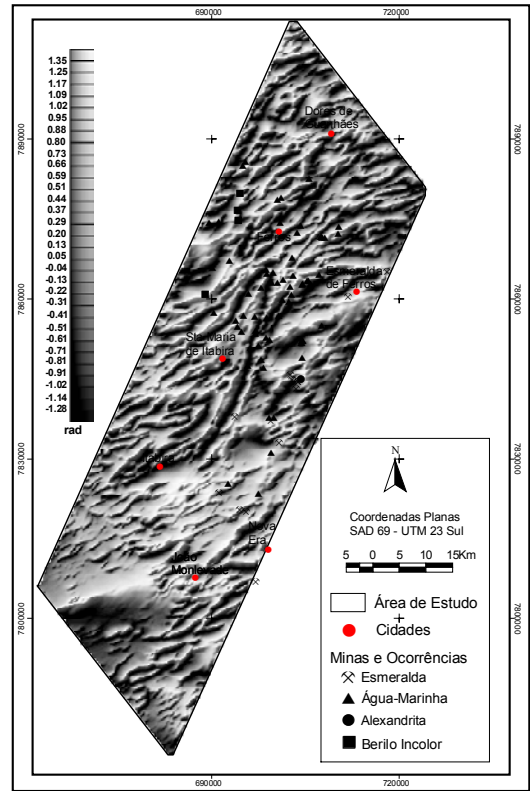 690000
720000
1.35
1.25
1.17
1.09
1.02
0.95
0.88
0.80
0.73
0.66
0.59
0.51
0.44
0.37
0.29
0.20
0.13
0.05
-0.04
-0.13
-0.22
-0.31
-0.41
-0.51
-0.61
-0.71
-0.81
-0.91
-1.02
-1.14
-1.28
rad
7890000
7890000
Dores de
Guanhães
Ferros
Esmeralda
de Ferros
7860000
7860000
Sta Maria
de Itabira
7830000
7830000
Itabira
Nova
Era
João
Monlevade
7800000
7800000
N
Coordenadas Planas
SAD 69 - UTM 23 Sul
5 0 5 10 15Km
Área de Estudo
Cidades
Minas e Ocorrências
Esmeralda
Água-Marinha
Alexandrita
Berilo Incolor
690000
720000